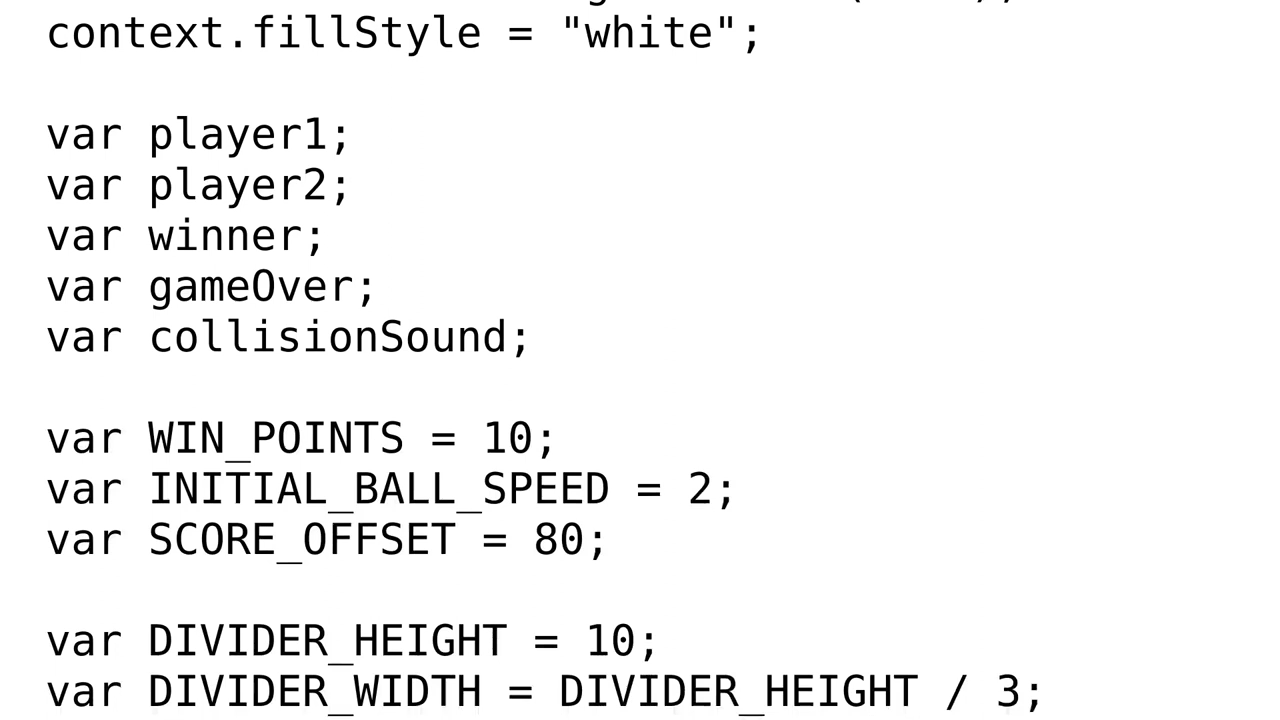 context.fillStyle = "white";
var player1;
var player2;
var winner;
var gameOver;
var collisionSound;
var WIN_POINTS = 10;
var INITIAL_BALL_SPEED = 2;
var SCORE_OFFSET = 80;
var DIVIDER_HEIGHT = 10;
var DIVIDER_WIDTH = DIVIDER_HEIGHT / 3;